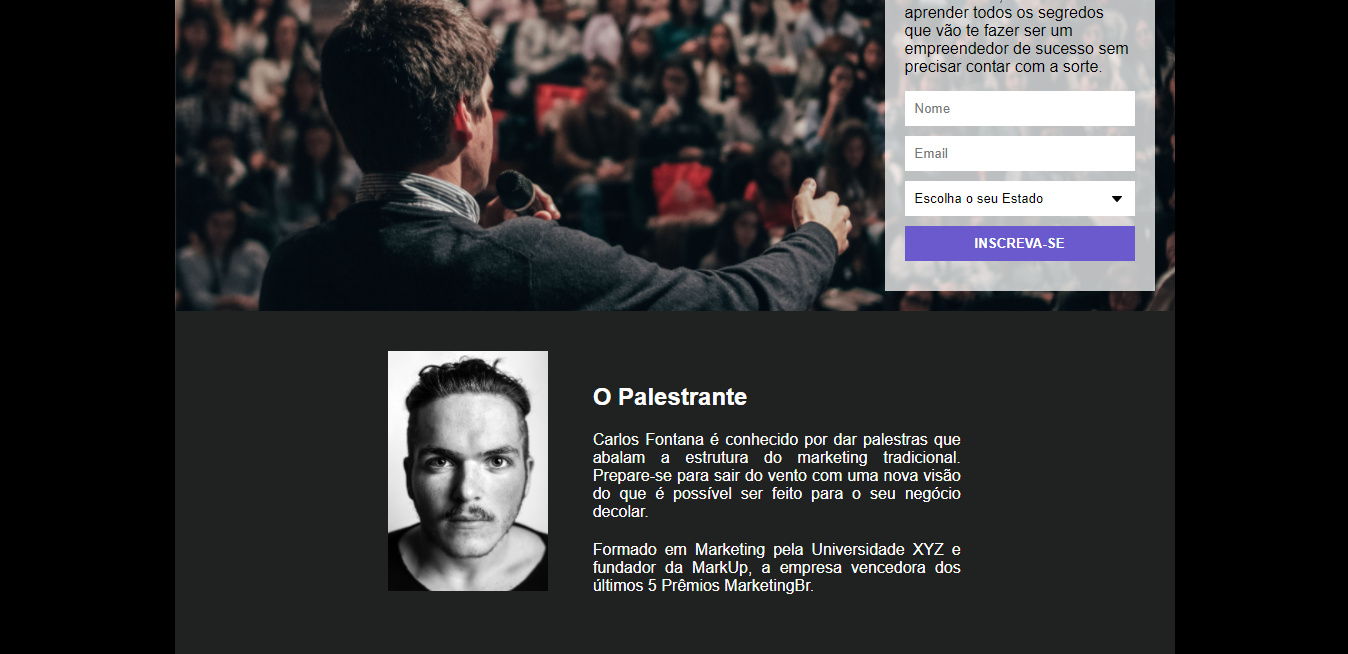 aprender todos os segredos
que vão te fazer ser um
empreendedor de sucesso sem
precisar contar com a sorte.
Nome
Email
Escolha o seu Estado
INSCREVA-SE
O Palestrante
Carlos Fontana é conhecido por dar palestras que
abalam a estrutura do marketing tradicional.
Prepare-se para sair do vento com uma nova visão
do que é possível ser feito para o seu negócio
decolar.
Formado em Marketing pela Universidade XYZ e
fundador da MarkUp, a empresa vencedora dos
últimos 5 Prêmios MarketingBr.